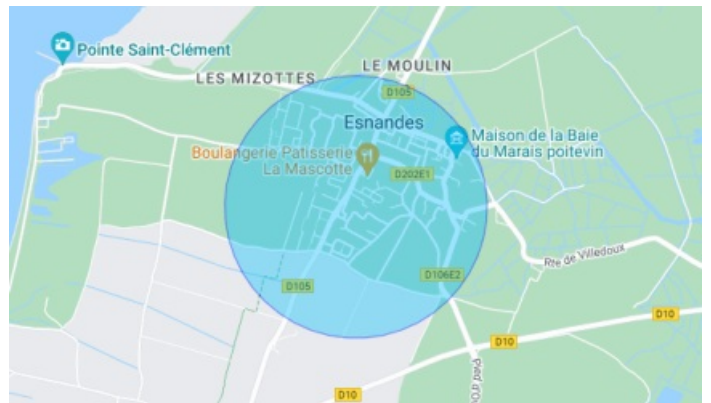 Pointe Saint-Clément
LES MIZOTTES
LE MOULIN
D105
Esnandes
Maison de la Baie
du Marais poitevin
Boulangerie Patisserie
La Mascotte
D202E1
Rte de Villedoux
D106E2
D105
D10
D10
D10